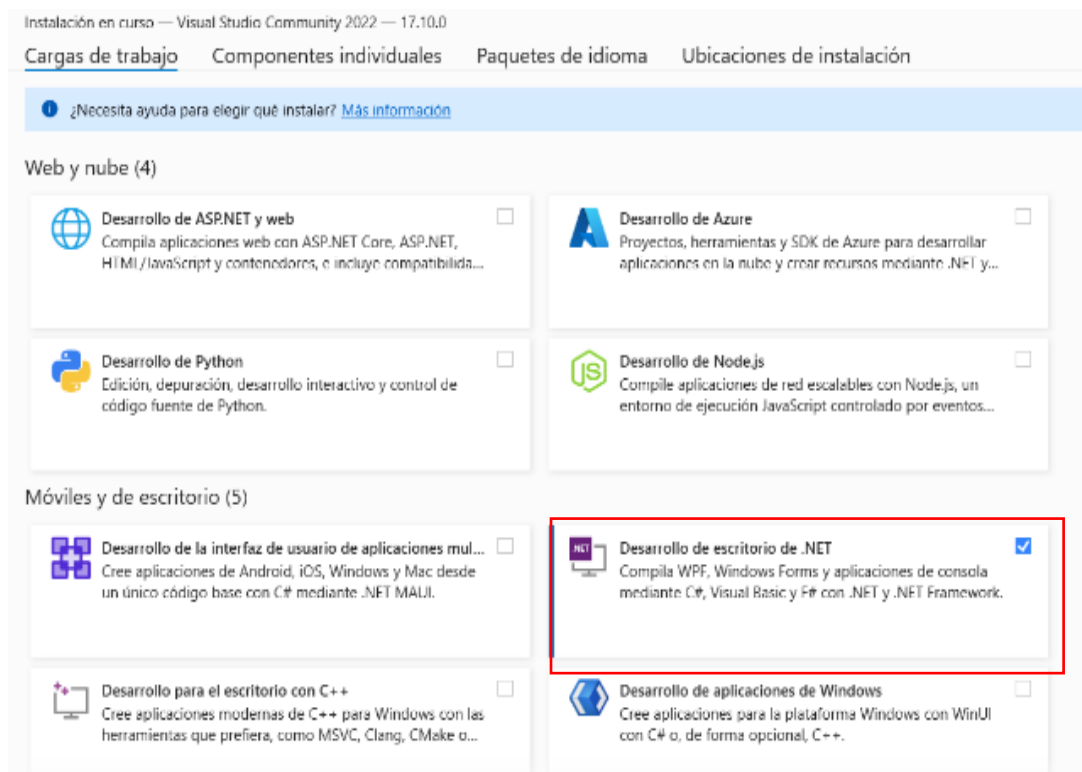 Instalación en curso — Visual Studio Community 2022 — 17.10.0
Cargas de trabajo Componentes individuales Paquetes de idioma Ubicaciones de instalación
¿Necesita ayuda para elegir qué instalar? Más información
Web y nube (4)
Desarrollo de ASP.NET y web
Compila aplicaciones web con ASP.NET Core, ASP.NET,
HTML/JavaScript y contenedores, e incluye compatibilida...
Desarrollo de Azure
Proyectos, herramientas y SDK de Azure para desarrollar
aplicaciones en la nube y crear recursos mediante .NET y...
Desarrollo de Python
Edición, depuración, desarrollo interactivo y control de
código fuente de Python.
JS
Desarrollo de Node.js
Compile aplicaciones de red escalables con Node.js, un
entorno de ejecución JavaScript controlado por eventos...
Móviles y de escritorio (5)
Desarrollo de la interfaz de usuario de aplicaciones mul...
Cree aplicaciones de Android, iOS, Windows y Mac desde
un único código base con C# mediante .NET MAUI.
.NET
Desarrollo de escritorio de .NET
Compila WPF, Windows Forms y aplicaciones de consola
mediante C#, Visual Basic y F# con .NET y .NET Framework.
Desarrollo para el escritorio con C++
Cree aplicaciones modernas de C++ para Windows con las
herramientas que prefiera, como MSVC, Clang, CMake o...
Desarrollo de aplicaciones de Windows
Cree aplicaciones para la plataforma Windows con WinUI
con C# o, de forma opcional, C++.